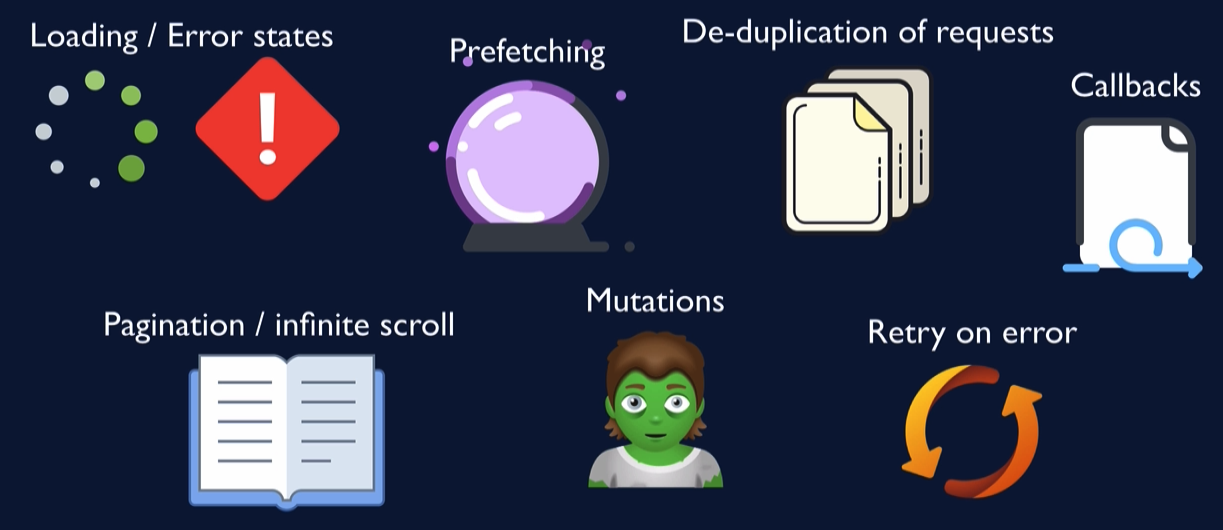 Loading / Error states
Prefetching
De-duplication of requests
Callbacks
Pagination / infinite scroll
Mutations
Retry on error